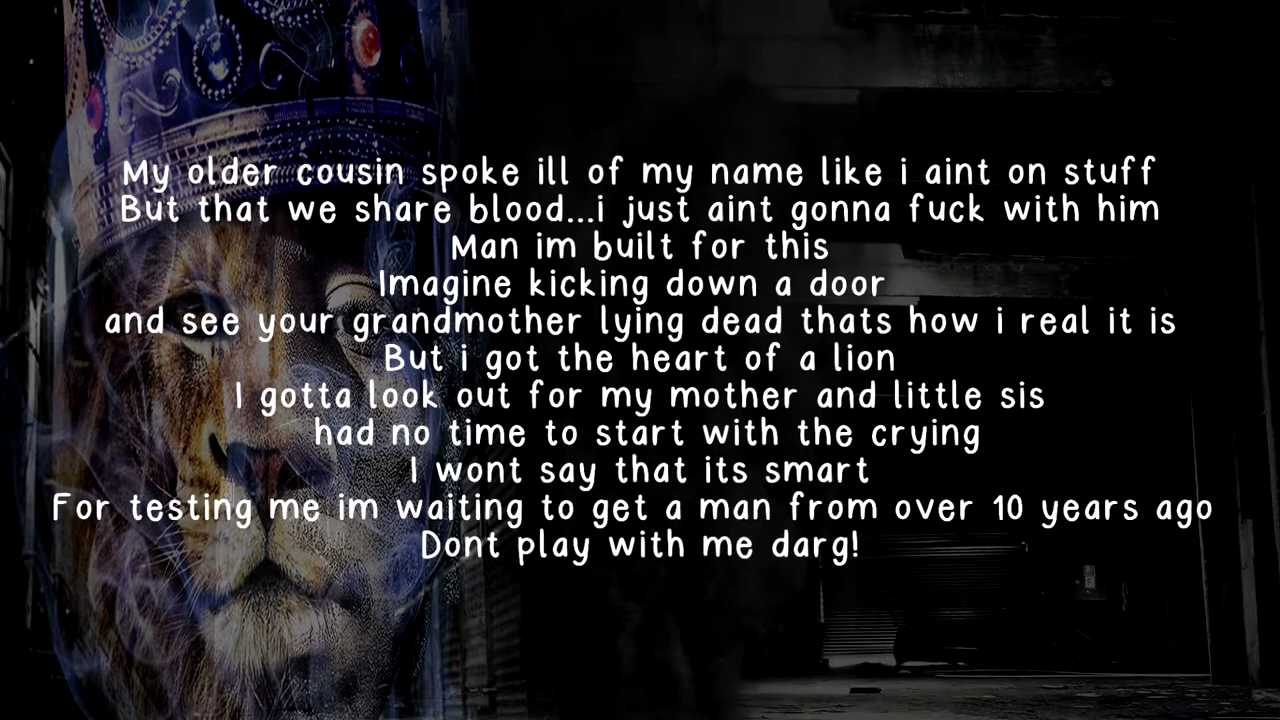 My older cousin spoke ill of my name like i aint on stuff
But that we share blood...i just aint gonna fuck with him
Man im built for this
Imagine kicking down a door
and see your grandmother lying dead thats how i real it is
But i got the heart of a lion
I gotta look out for my mother and little sis
had no time to start with the crying
I wont say that its smart
For testing me im waiting to get a man from over 10 years ago
Dont play with me darg!